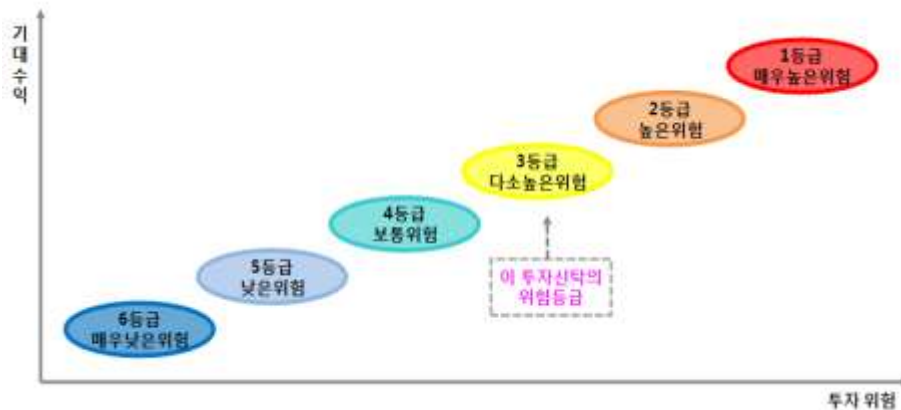 기
대
수
익
1등급
매우높은위험
2등급
높은위험
3등급
다소높은위험
4등급
보통위험
5등급
낮은위험
이 투자신탁의
위험등급
6등급
매우낮은위험
투자 위험